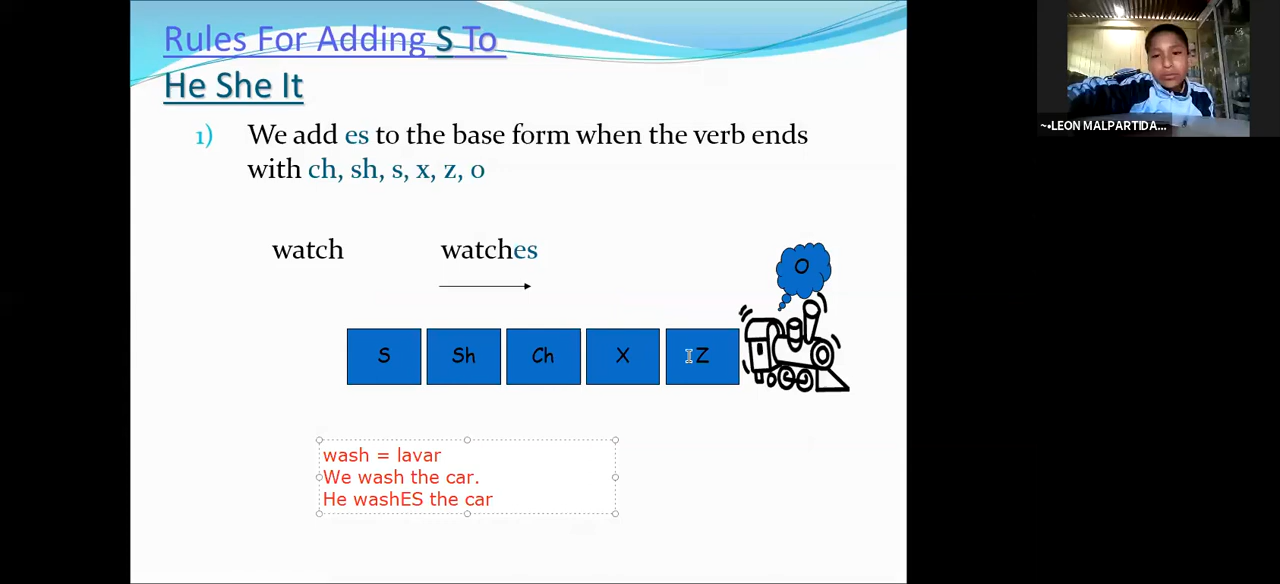 Rules For Adding S To
He She It
1) We add es to the base form when the verb ends
with ch, sh, s, x, z, o
watch watches
O
S Sh Ch X Z
wash = lavar
We wash the car.
He washES the car
~•LEON MALPARTIDA...